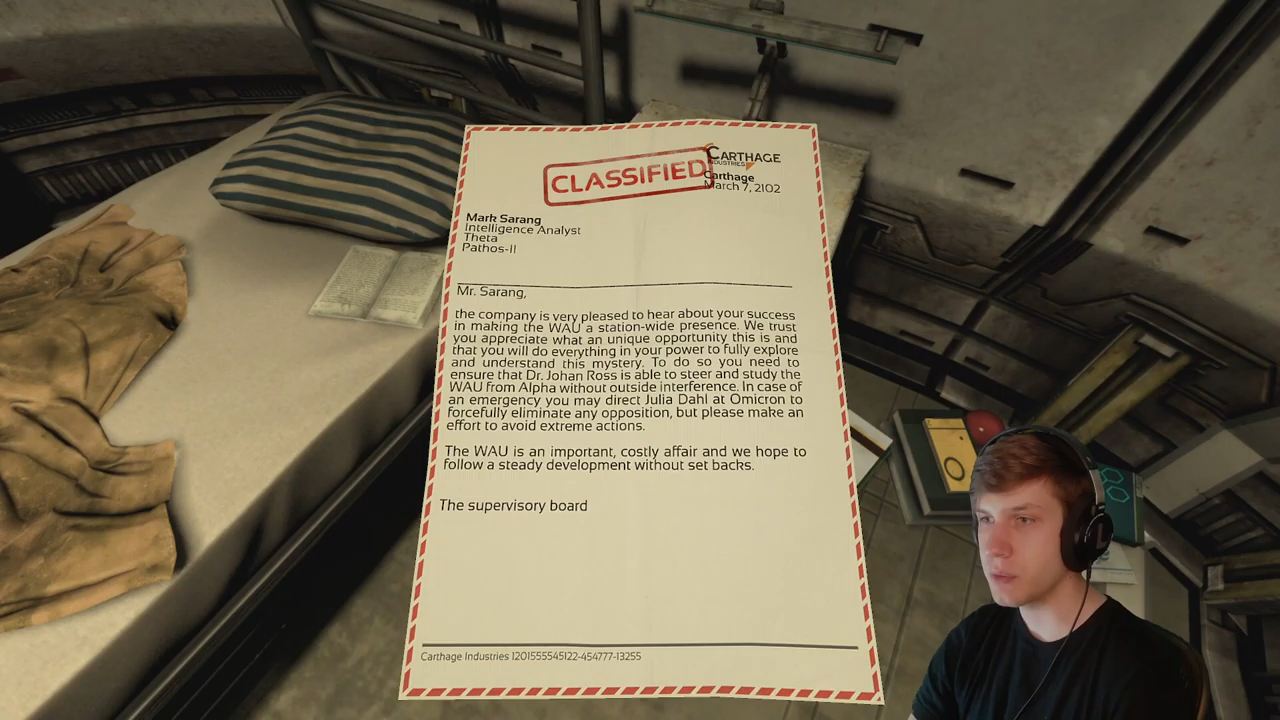 CLASSIFIED
CARTHAGE
INDUSTRIES
Carthage
March 7, 2102
Mark Sarang
Intelligence Analyst
Theta
Pathos-II
Mr. Sarang,
the company is very pleased to hear about your success
in making the WAU a station-wide presence. We trust
you appreciate what an unique opportunity this is and
that you will do everything in your power to fully explore
and understand this mystery. To do so you need to
ensure that Dr. Johan Ross is able to steer and study the
WAU from Alpha without outside interference. In case of
an emergency you may direct Julia Dahl at Omicron to
forcefully eliminate any opposition, but please make an
effort to avoid extreme actions.
The WAU is an important, costly affair and we hope to
follow a steady development without set backs.
The supervisory board
Carthage Industries 1201555545122-454777-13255